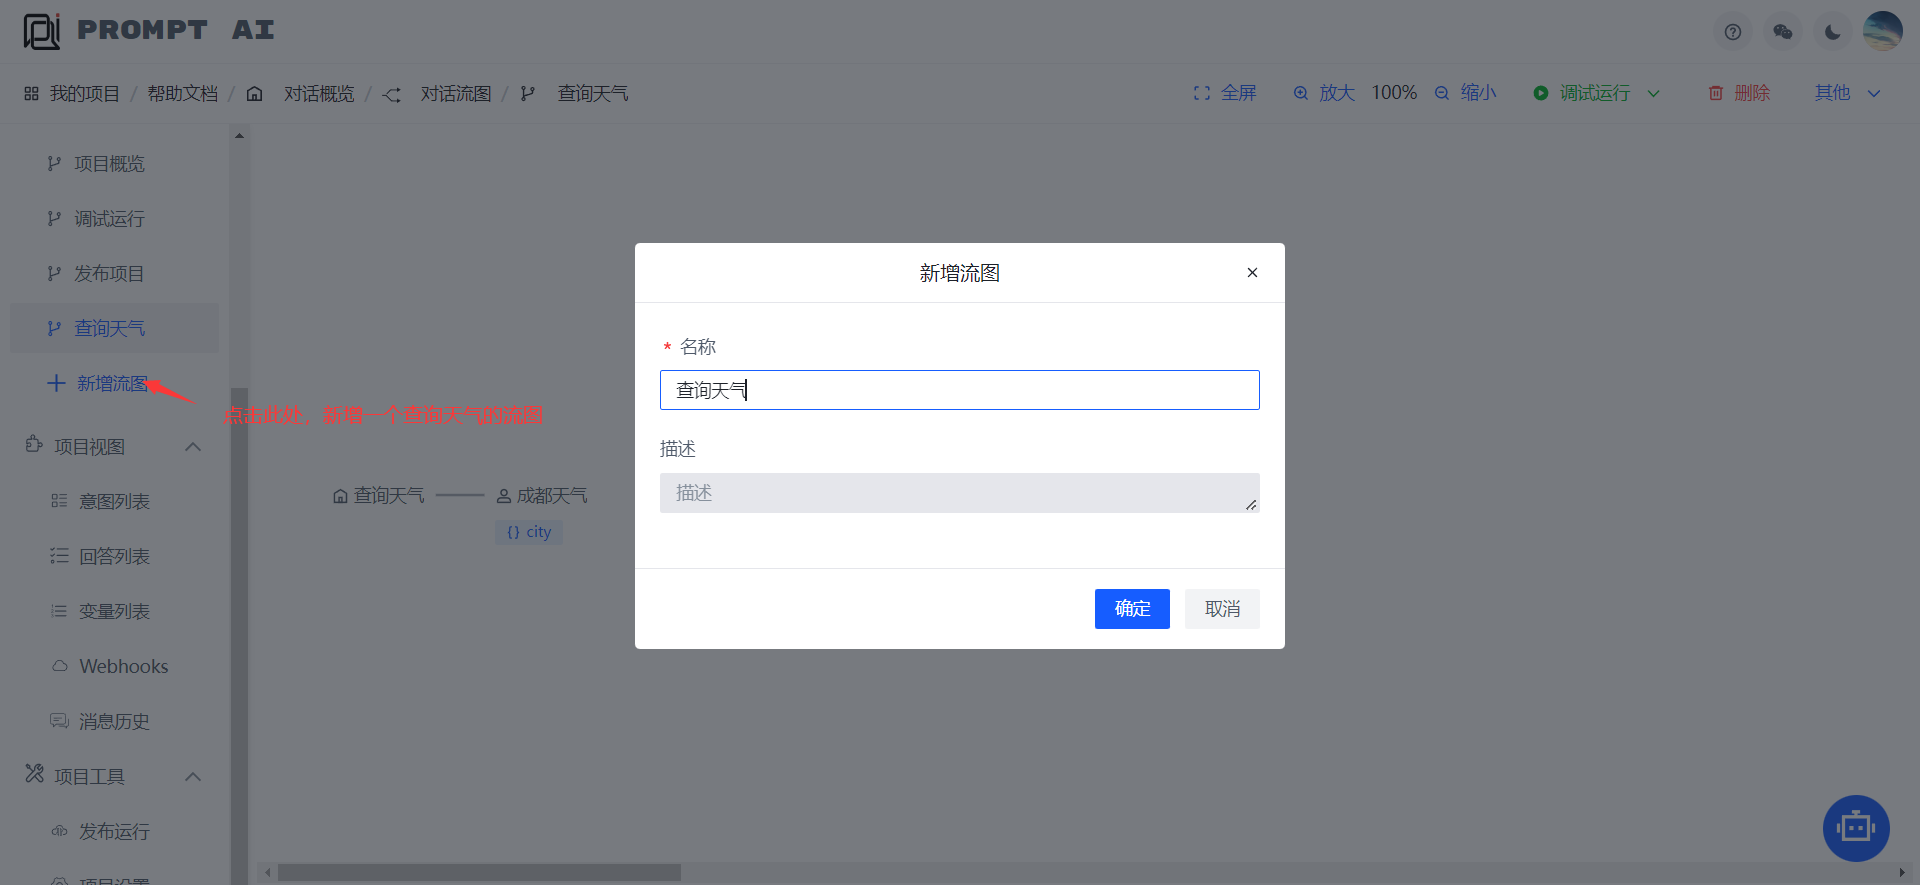 PROMPT AI
我的项目 / 帮助文档 / 对话概览 / 对话流图 / 查询天气
全屏 放大 100% 缩小 调试运行 删除 其他
项目概览
调试运行
发布项目
查询天气
新增流图
点击此处，新增一个查询天气的流图
项目视图
意图列表
回答列表
变量列表
Webhooks
消息历史
项目工具
发布运行
项目设置
查询天气 成都天气
{} city
新增流图
* 名称
查询天气
描述
描述
确定 取消